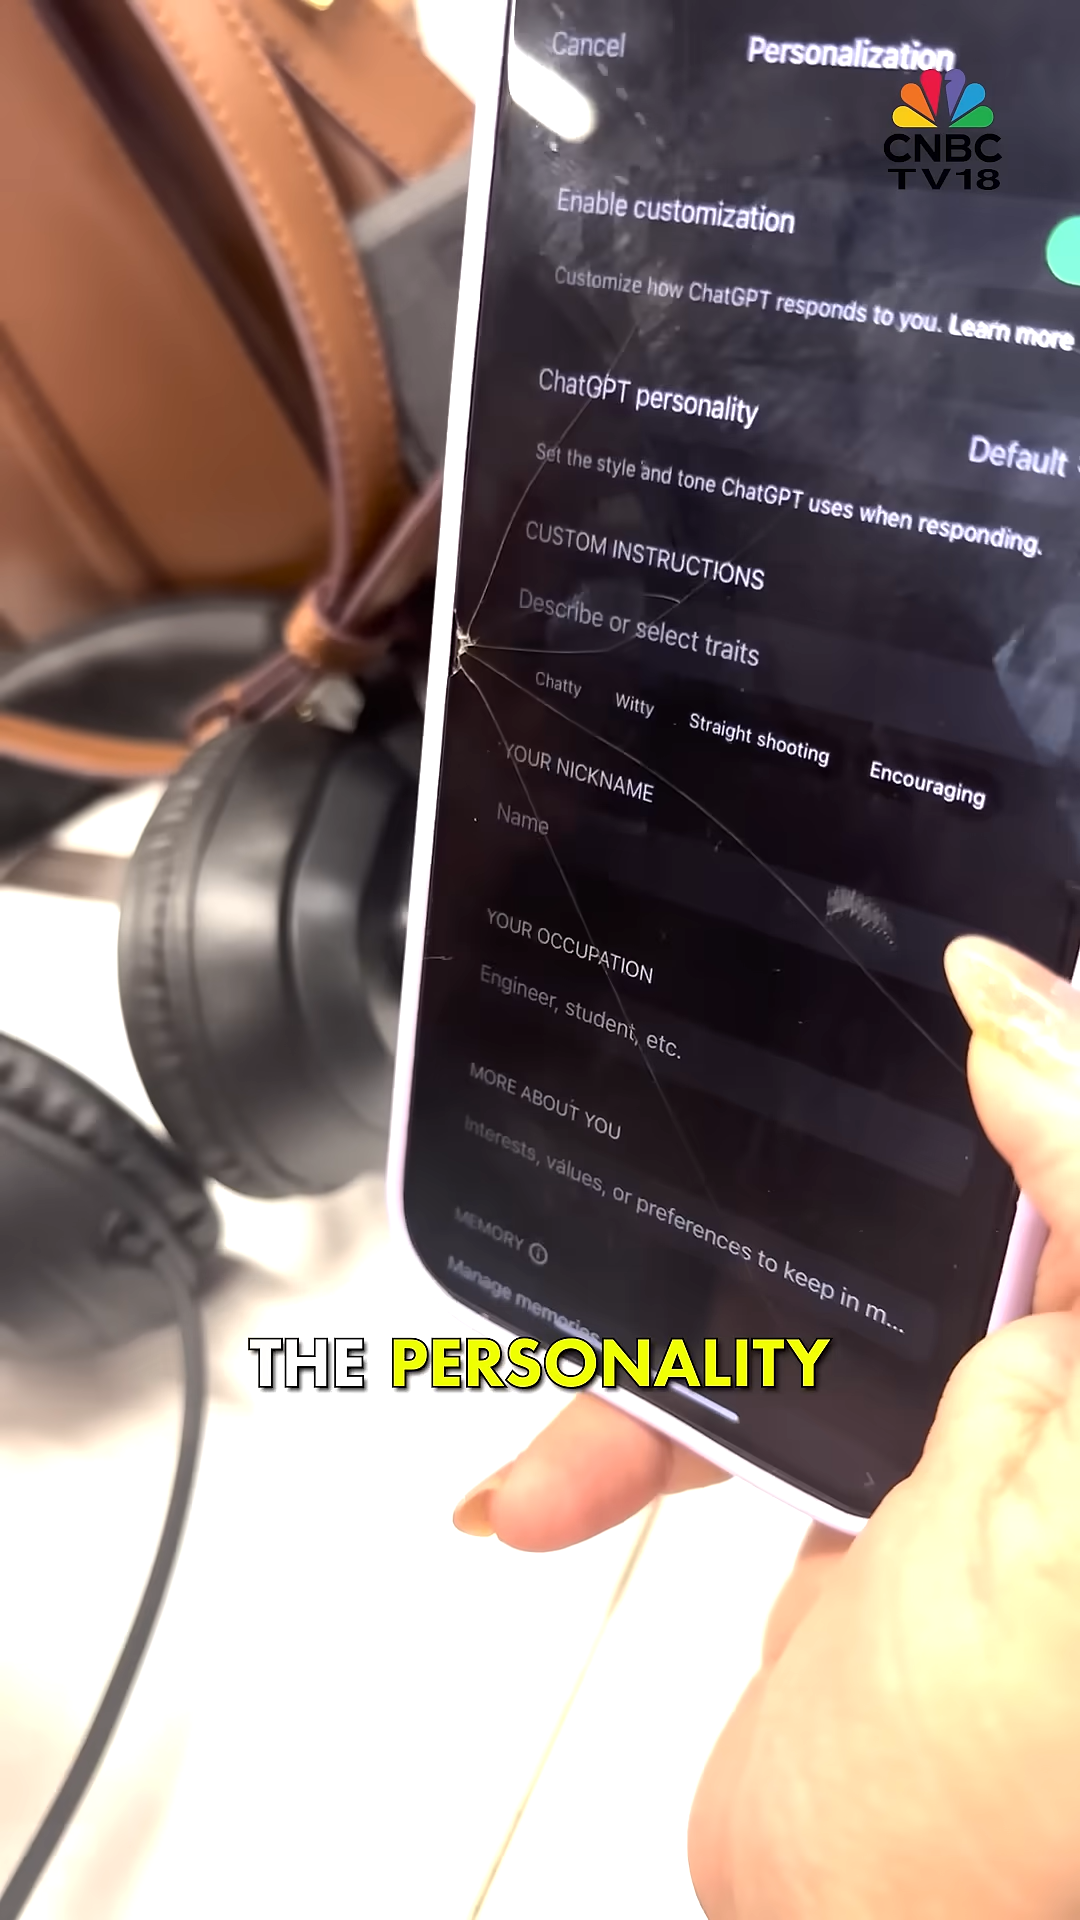 Cancel Personalization
CNBC
TV18
Enable customization
Customize how ChatGPT responds to you. Learn more
ChatGPT personality
Default
Set the style and tone ChatGPT uses when responding.
CUSTOM INSTRUCTIONS
Describe or select traits
Chatty Witty Straight shooting Encouraging
YOUR NICKNAME
Name
YOUR OCCUPATION
Engineer, student, etc.
MORE ABOUT YOU
Interests, values, or preferences to keep in m...
MEMORY
Manage memories
THE PERSONALITY